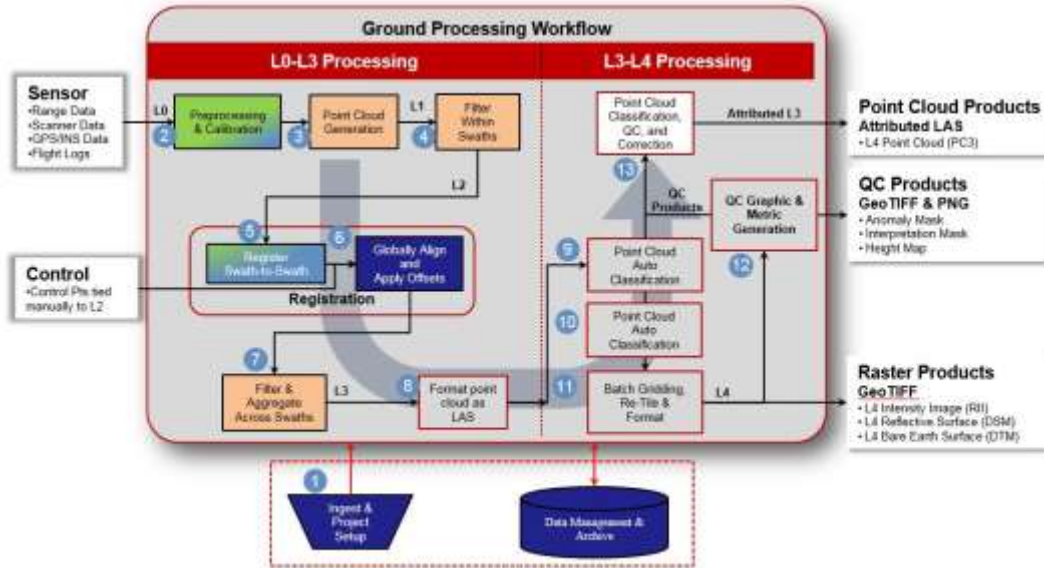 Ground Processing Workflow
L0-L3 Processing
L3-L4 Processing
Sensor
•Range Data
•Scanner Data
•GPS/INS Data
•Flight Logs
L0
2
Preprocessing
& Calibration
3
Point Cloud
Generation
L1
4
Filter
Within
Swaths
L2
Control
•Control Pts tied
manually to L2
5
Register
Swath-to-Swath
6
Globally Align
and
Apply Offsets
Registration
7
Filter &
Aggregate
Across Swaths
L3
8
Format point
cloud as
LAS
9
Point Cloud
Auto
Classification
10
Point Cloud
Auto
Classification
11
Batch Gridding,
Re-Tile &
Format
L4
12
QC Graphic &
Metric
Generation
QC
Products
13
Point Cloud
Classification,
QC, and
Correction
Attributed L3
Point Cloud Products
Attributed LAS
• L4 Point Cloud (PC3)
QC Products
GeoTIFF & PNG
• Anomaly Mask
• Interpretation Mask
• Height Map
Raster Products
GeoTIFF
• L4 Intensity Image (RII)
• L4 Reflective Surface (DSM)
• L4 Bare Earth Surface (DTM)
1
Ingest &
Project
Setup
Data Management &
Archive